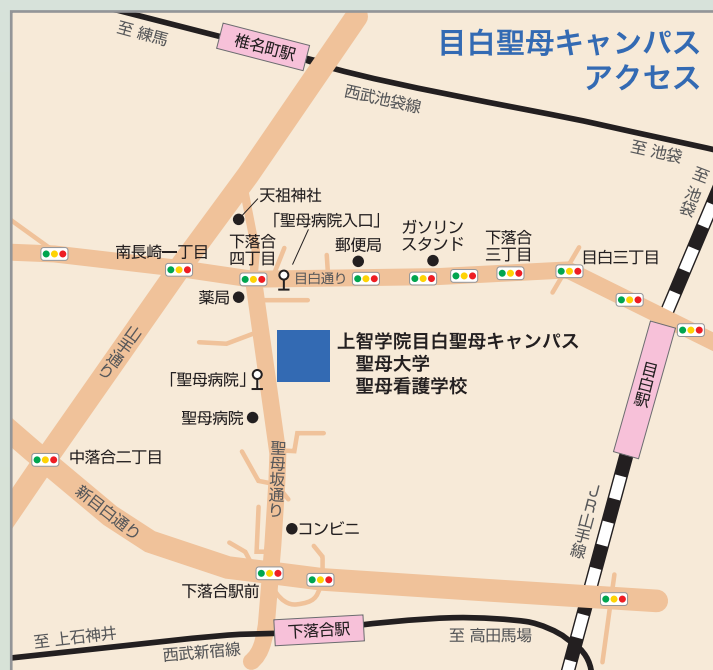 目白聖母キャンパス
アクセス
至 練馬
椎名町駅
西武池袋線
至 池袋
至 池袋
天祖神社
「聖母病院入口」
ガソリン
スタンド
郵便局
下落合
三丁目
南長崎一丁目
下落合
四丁目
目白三丁目
目白通り
薬局
山手通り
上智学院目白聖母キャンパス
聖母大学
聖母看護学校
目白駅
「聖母病院」
聖母病院
中落合二丁目
聖母坂通り
新目白通り
JR山手線
コンビニ
下落合駅前
下落合駅
至 上石神井
西武新宿線
至 高田馬場